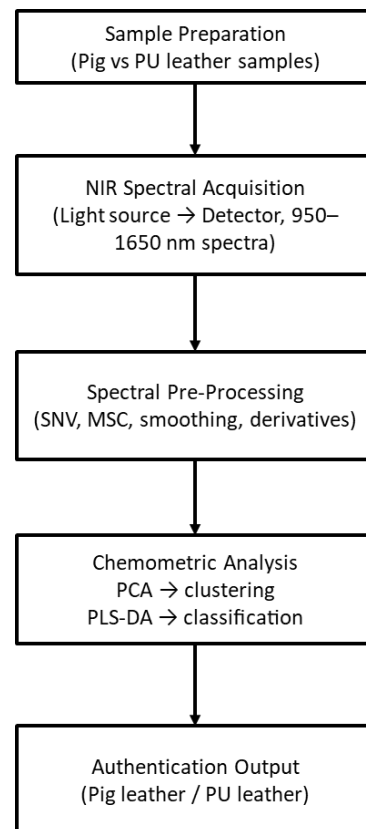 Sample Preparation
(Pig vs PU leather samples)
NIR Spectral Acquisition
(Light source → Detector, 950–
1650 nm spectra)
Spectral Pre-Processing
(SNV, MSC, smoothing, derivatives)
Chemometric Analysis
PCA → clustering
PLS-DA → classification
Authentication Output
(Pig leather / PU leather)